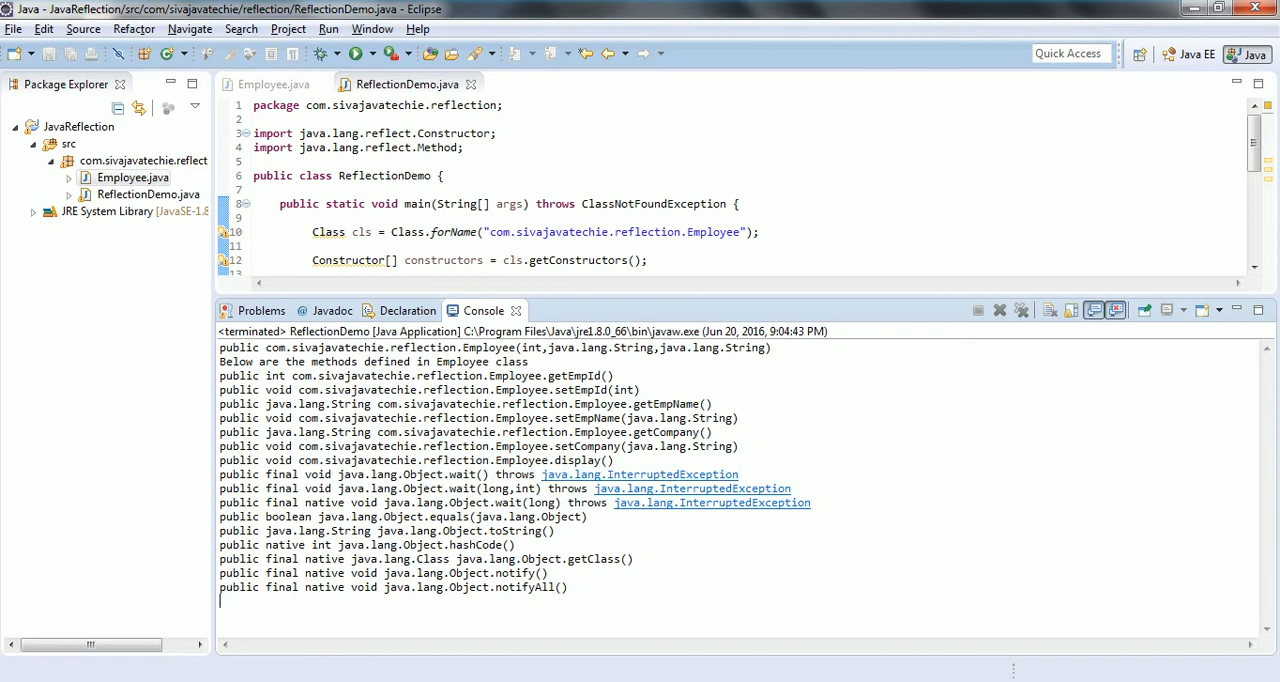 Java - JavaReflection/src/com/sivajavatechie/reflection/ReflectionDemo.java - Eclipse
File Edit Source Refactor Navigate Search Project Run Window Help
Quick Access Java EE Java
Package Explorer
JavaReflection
src
com.sivajavatechie.reflect
Employee.java
ReflectionDemo.java
JRE System Library [JavaSE-1.8
Employee.java ReflectionDemo.java
1 package com.sivajavatechie.reflection;
2
3 import java.lang.reflect.Constructor;
4 import java.lang.reflect.Method;
5
6 public class ReflectionDemo {
7
8 public static void main(String[] args) throws ClassNotFoundException {
9
10 Class cls = Class.forName("com.sivajavatechie.reflection.Employee");
11
12 Constructor[] constructors = cls.getConstructors();
13
Problems @ Javadoc Declaration Console
<terminated> ReflectionDemo [Java Application] C:\Program Files\Java\jre1.8.0_66\bin\javaw.exe (Jun 20, 2016, 9:04:43 PM)
public com.sivajavatechie.reflection.Employee(int,java.lang.String,java.lang.String)
Below are the methods defined in Employee class
public int com.sivajavatechie.reflection.Employee.getEmpId()
public void com.sivajavatechie.reflection.Employee.setEmpId(int)
public java.lang.String com.sivajavatechie.reflection.Employee.getEmpName()
public void com.sivajavatechie.reflection.Employee.setEmpName(java.lang.String)
public java.lang.String com.sivajavatechie.reflection.Employee.getCompany()
public void com.sivajavatechie.reflection.Employee.setCompany(java.lang.String)
public void com.sivajavatechie.reflection.Employee.display()
public final void java.lang.Object.wait() throws java.lang.InterruptedException
public final void java.lang.Object.wait(long,int) throws java.lang.InterruptedException
public final native void java.lang.Object.wait(long) throws java.lang.InterruptedException
public boolean java.lang.Object.equals(java.lang.Object)
public java.lang.String java.lang.Object.toString()
public native int java.lang.Object.hashCode()
public final native java.lang.Class java.lang.Object.getClass()
public final native void java.lang.Object.notify()
public final native void java.lang.Object.notifyAll()